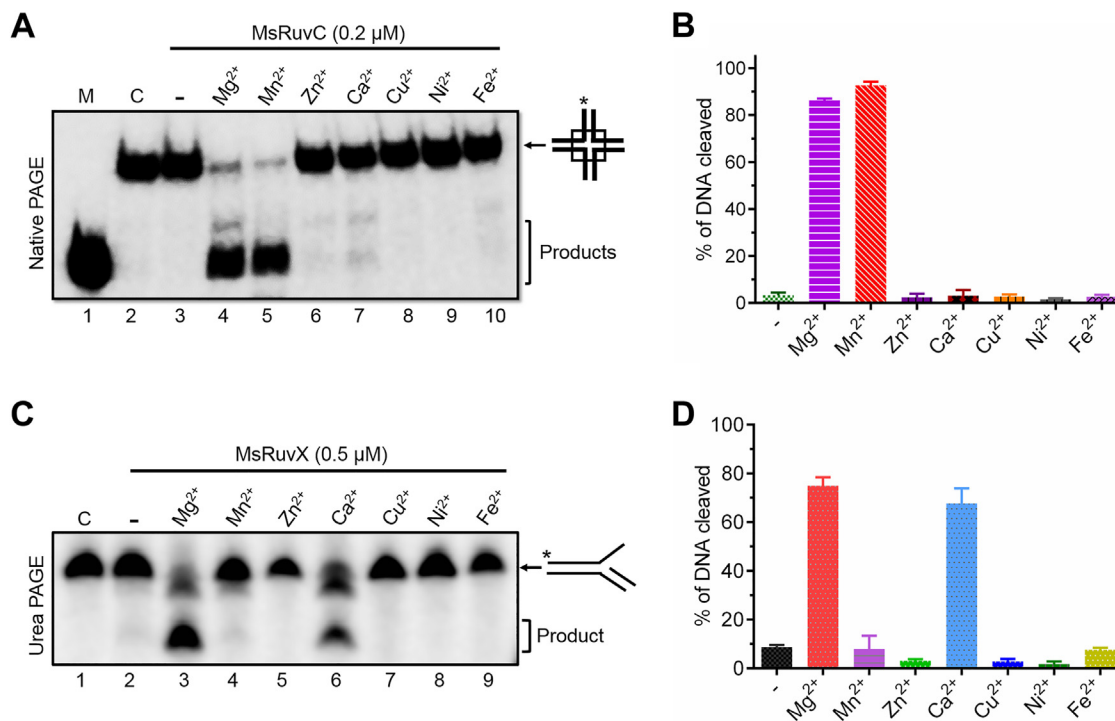 A
MsRuvC (0.2 µM)
M C – Mg2+ Mn2+ Zn2+ Ca2+ Cu2+ Ni2+ Fe2+
*
Native PAGE
Products
1 2 3 4 5 6 7 8 9 10
B
% of DNA cleaved
100
80
60
40
20
0
- Mg2+ Mn2+ Zn2+ Ca2+ Cu2+ Ni2+ Fe2+
C
MsRuvX (0.5 µM)
C – Mg2+ Mn2+ Zn2+ Ca2+ Cu2+ Ni2+ Fe2+
*
Urea PAGE
Product
1 2 3 4 5 6 7 8 9
D
% of DNA cleaved
100
80
60
40
20
0
- Mg2+ Mn2+ Zn2+ Ca2+ Cu2+ Ni2+ Fe2+